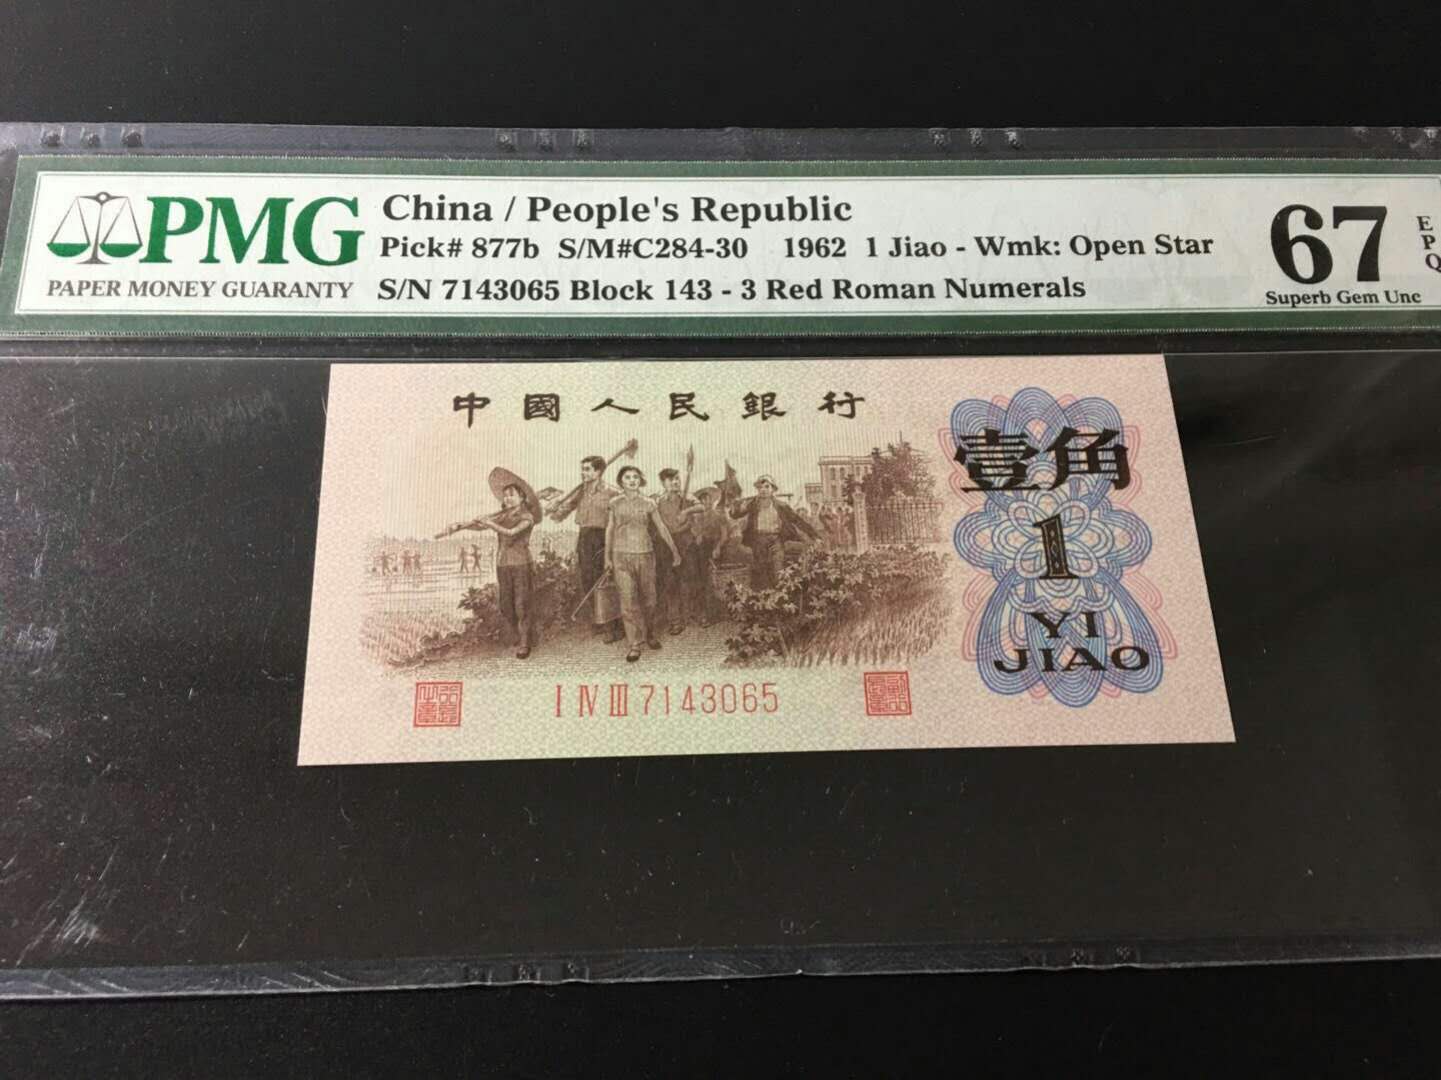 PMG
PAPER MONEY GUARANTY
China / People's Republic
Pick# 877b S/M#C284-30 1962 1 Jiao - Wmk: Open Star
S/N 7143065 Block 143 - 3 Red Roman Numerals
67 EPQ
Superb Gem Unc
中國人民銀行
壹角
1
YI
JIAO
I IV III 7143065